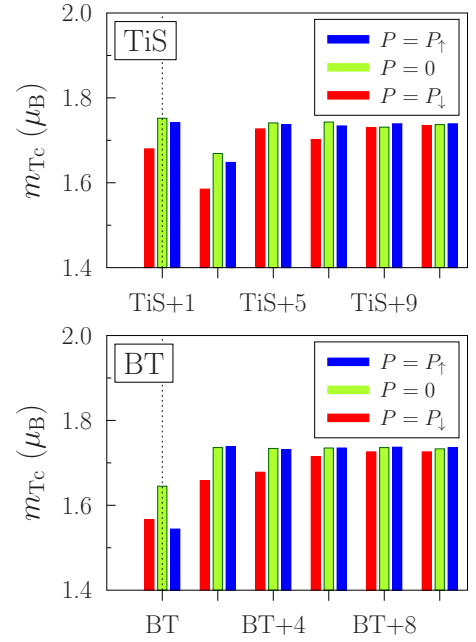 2.0
TiS
P = P↑
P = 0
P = P↓
1.8
1.6
1.4
m_Tc (μ_B)
TiS+1 TiS+5 TiS+9
2.0
BT
P = P↑
P = 0
P = P↓
1.8
1.6
1.4
m_Tc (μ_B)
BT BT+4 BT+8